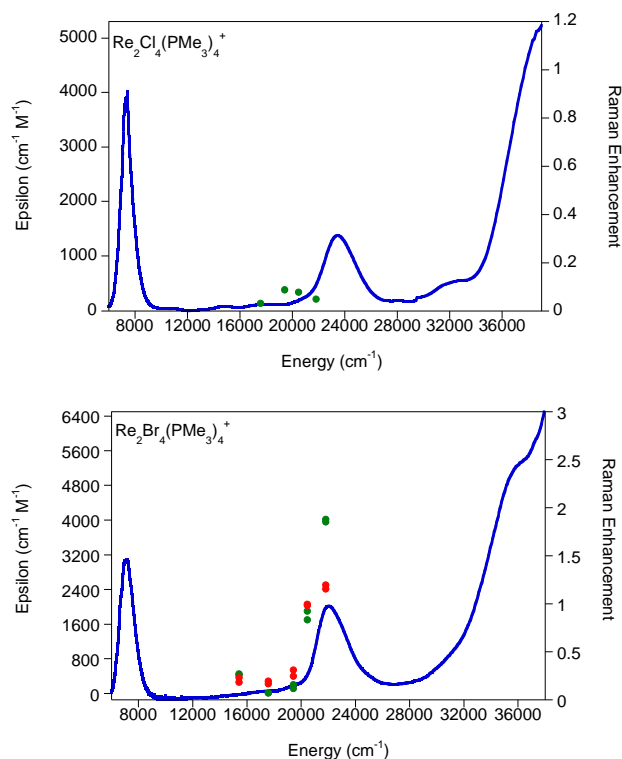 Re₂Cl₄(PMe₃)₄⁺
Epsilon (cm⁻¹ M⁻¹)
5000
4000
3000
2000
1000
0
1.2
1
0.8
0.6
0.4
0.2
0
Raman Enhancement
8000 12000 16000 20000 24000 28000 32000 36000
Energy (cm⁻¹)
Re₂Br₄(PMe₃)₄⁺
Epsilon (cm⁻¹ M⁻¹)
6400
5600
4800
4000
3200
2400
1600
800
0
3
2.5
2
1.5
1
0.5
0
Raman Enhancement
8000 12000 16000 20000 24000 28000 32000 36000
Energy (cm⁻¹)